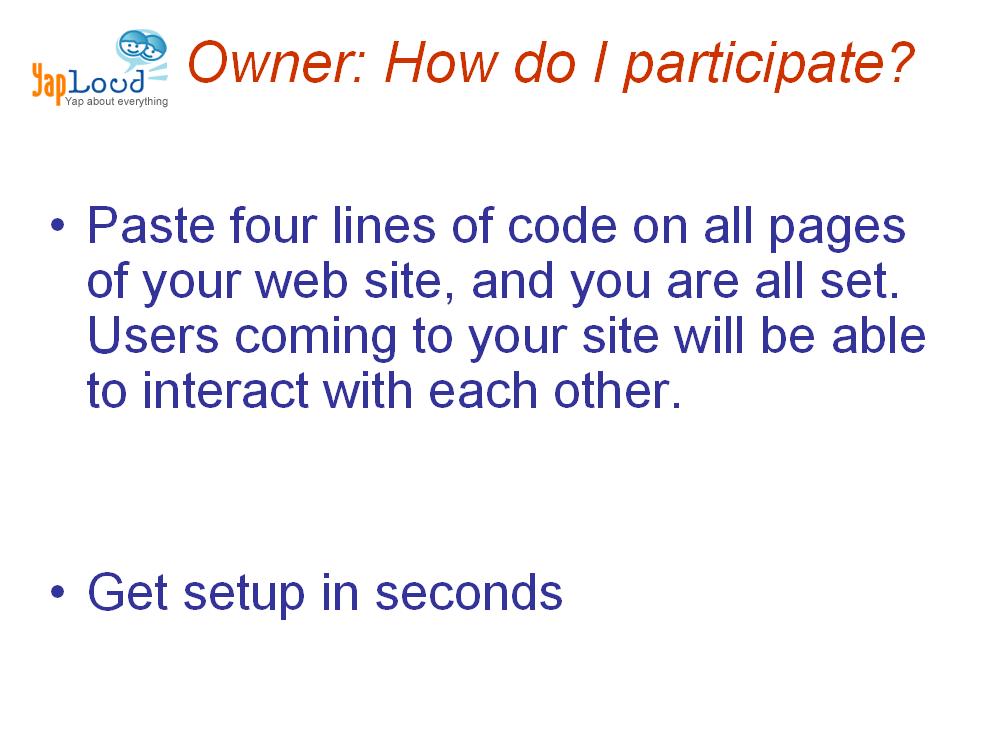 YapLoud
Yap about everything
Owner: How do I participate?
• Paste four lines of code on all pages
of your web site, and you are all set.
Users coming to your site will be able
to interact with each other.
• Get setup in seconds